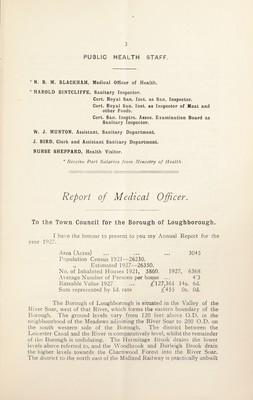 3
PUBLIC HEALTH STAFF.
* N. B. M. BLACKHAM, Medical Officer of Health.
* HAROLD HINTCLIFFE, Sanitary Inspector.
Cert. Royal San. Inst. as San. Inspector.
Cert. Royal San. Inst. as Inspector of Meat and
other Foods.
Cert. San. Inspts. Assoc. Examination Board as
Sanitary Inspector.
W. J. MUNTON, Assistant, Sanitary Department.
J. BIRD, Clerk and Assistant Sanitary Department.
NURSE SHEPPARD, Health Visitor.
* Receive Part Salaries from Ministry of Health.
Report of Medical Officer.
To the Town Council for the Borough of Loughborough.
I have the honour to present to you my Annual Report for the
year 1927.
Area (Acres) ... ... ... 3045
Population Census 1921—26230.
„ Estimated 1927—26350.
No. of Inhabited Houses 1921, 5860. 1927, 6368
Average Number of Persons per house ... 4'3
Rateable Value 1927 ... £127,361 14s. 0d.
Sum represented by 1d. rate £455 0s. 0d.
The Borough of Loughborough is situated in the Valley of the
River Soar, west of that River, which forms the eastern boundary of the
Borough. The ground levels vary from 120 feet above O.D. in the
neighbourhood of the Meadows adjoining the River Soar to 200 O.D. on
the south western side of the Borough. The district between the
Leicester Canal and the River is comparatively level, whilst the remainder
of the Borough is undulating. The Hermitage Brook drains the lower
levels above referred to, and the Woodbrook and Burleigh Brook drain
the higher levels towards the Charnwood Forest into the River Soar.
The district to the north east of the Midland Railway is practically unbuilt